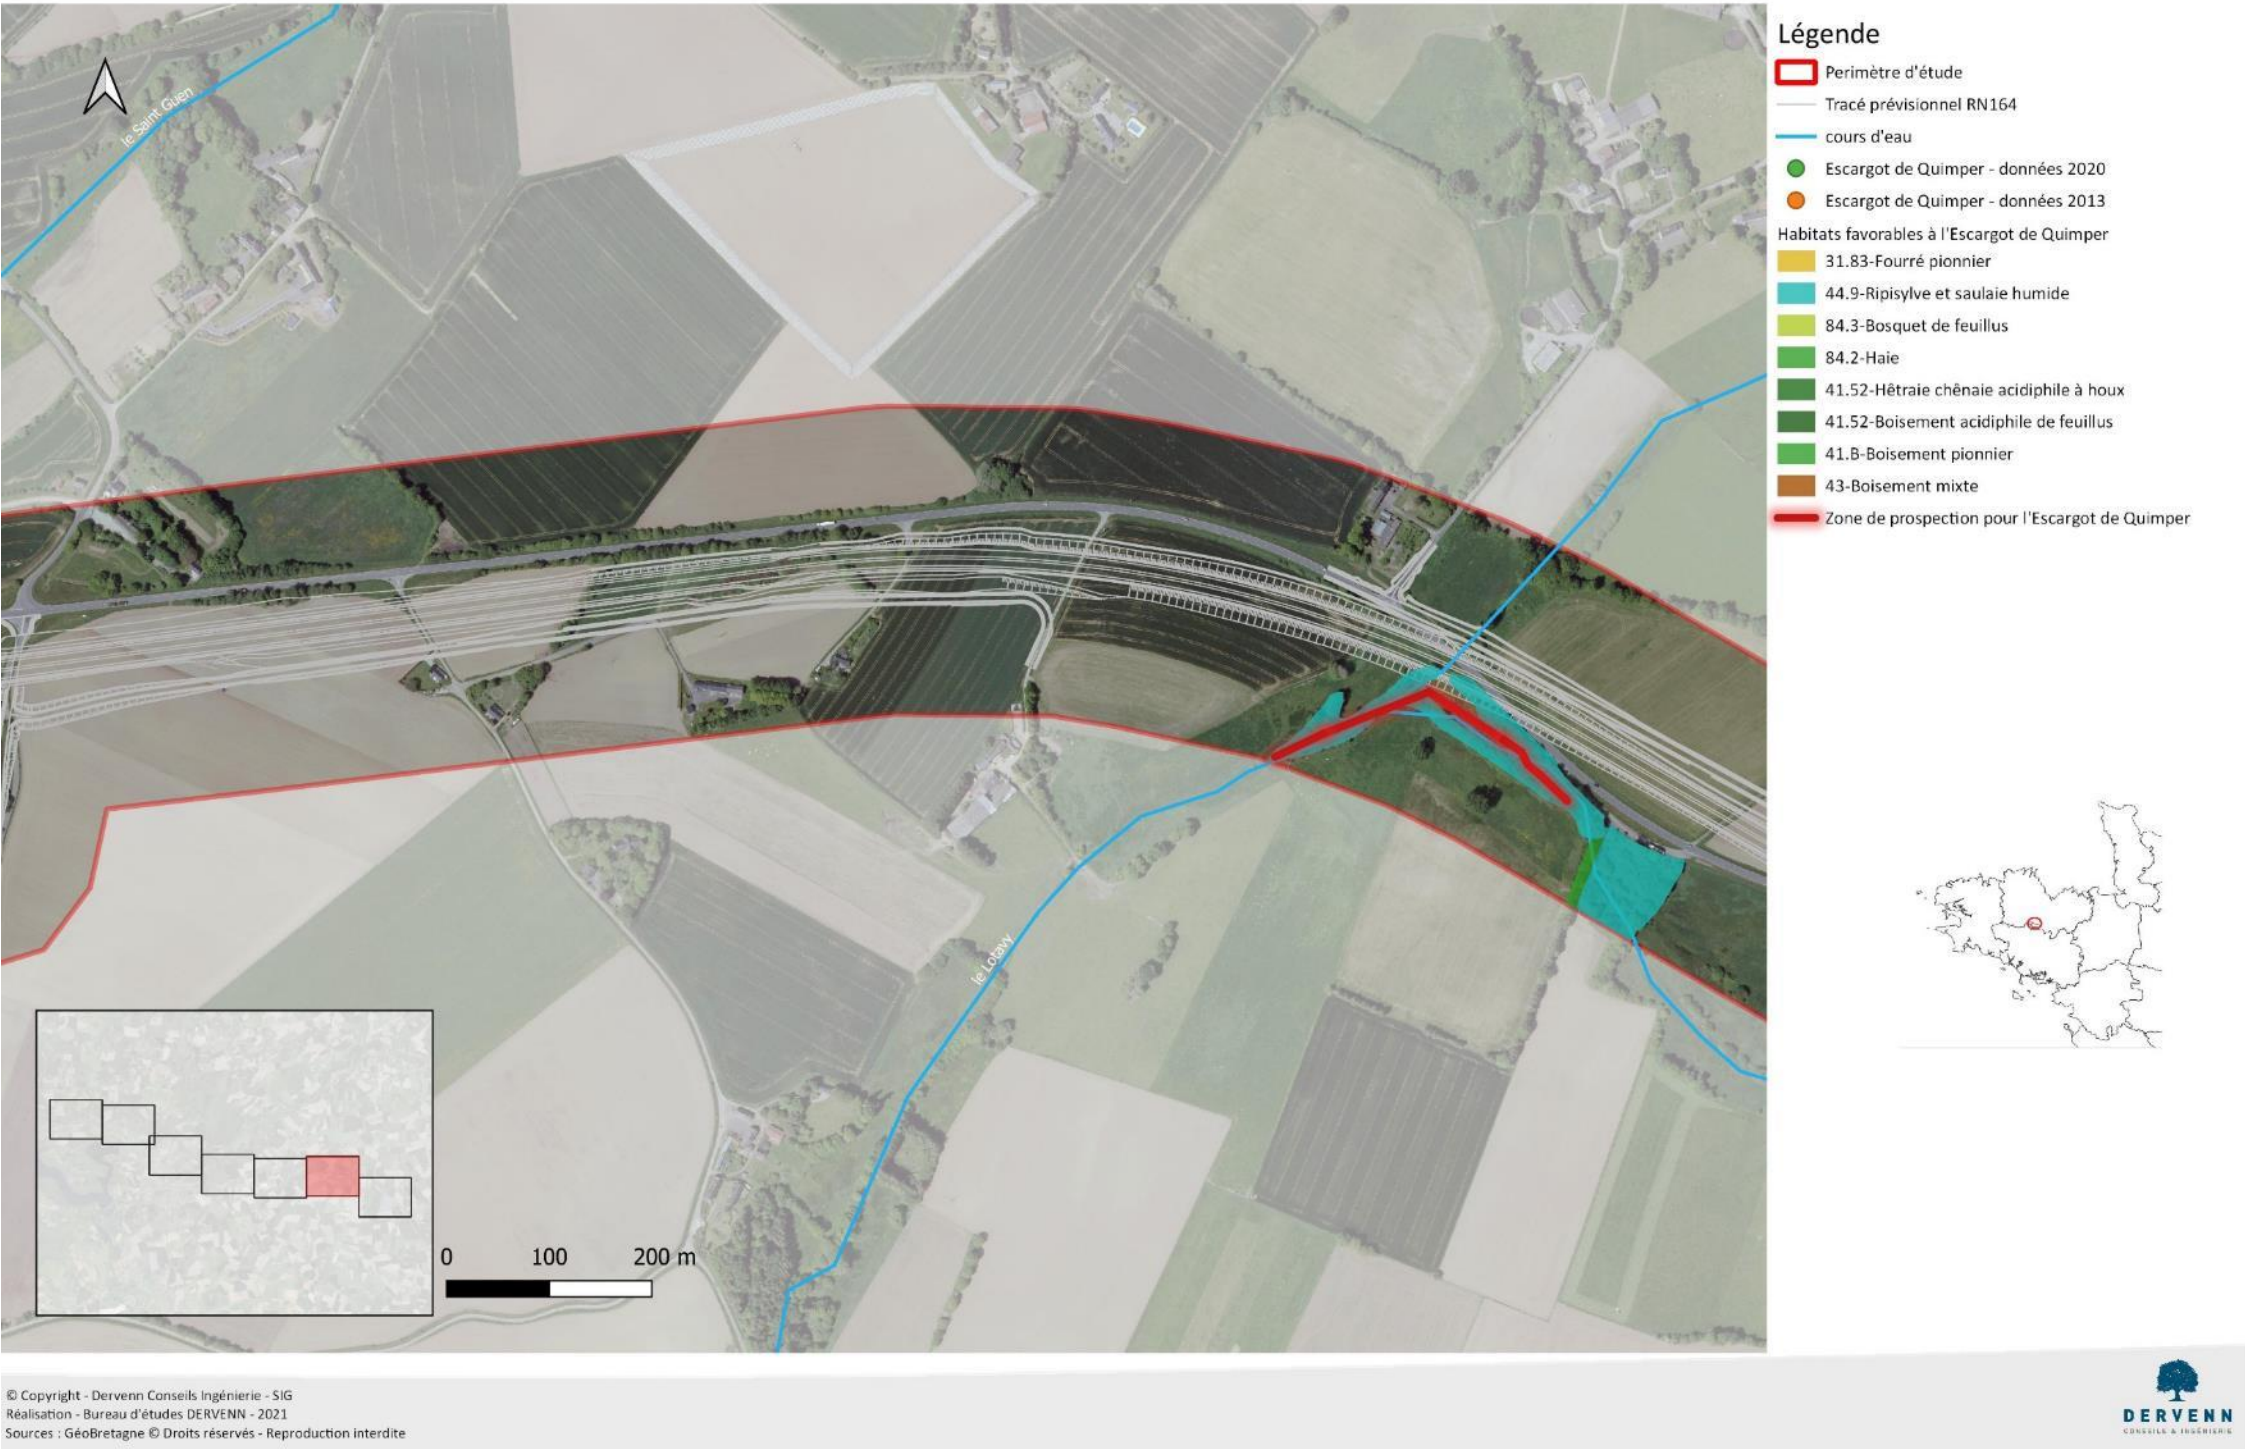 le Saint Guen
le Lotavy
0 100 200 m
Légende
Perimètre d'étude
Tracé prévisionnel RN164
cours d'eau
Escargot de Quimper - données 2020
Escargot de Quimper - données 2013
Habitats favorables à l'Escargot de Quimper
31.83-Fourré pionnier
44.9-Ripisylve et saulaie humide
84.3-Bosquet de feuillus
84.2-Haie
41.52-Hêtraie chênaie acidiphile à houx
41.52-Boisement acidiphile de feuillus
41.B-Boisement pionnier
43-Boisement mixte
Zone de prospection pour l'Escargot de Quimper
© Copyright - Dervenn Conseils Ingénierie - SIG
Réalisation - Bureau d'études DERVENN - 2021
Sources : GéoBretagne © Droits réservés - Reproduction interdite
DERVENN
CONSEILS & INGÉNIERIE